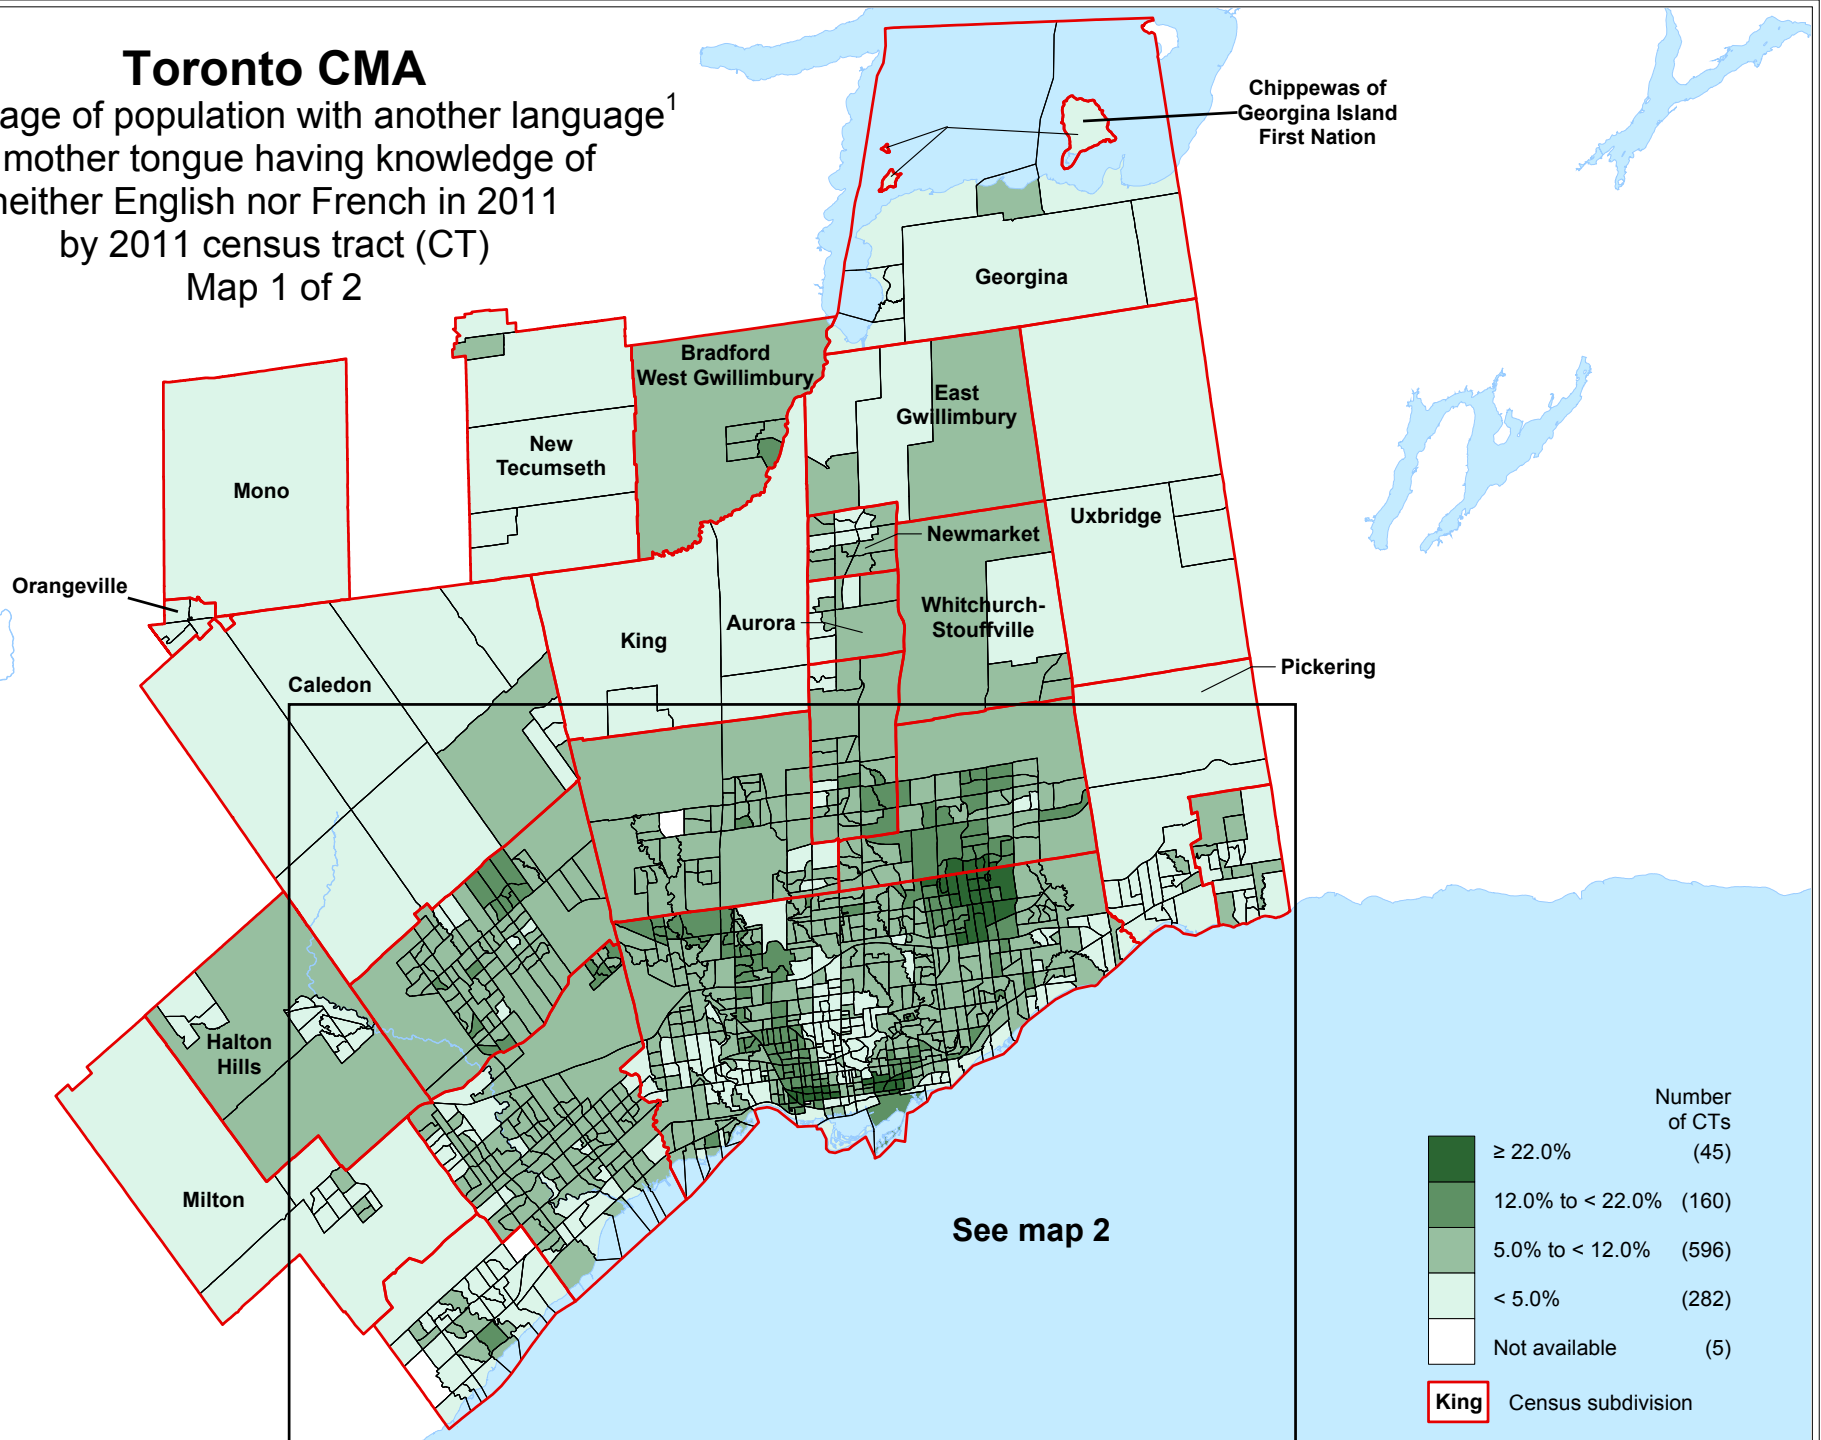 Toronto CMA
age of population with another language1
mother tongue having knowledge of
neither English nor French in 2011
by 2011 census tract (CT)
Map 1 of 2
Chippewas of
Georgina Island
First Nation
Georgina
Bradford
West Gwillimbury
East
Gwillimbury
New
Tecumseth
Mono
Uxbridge
Newmarket
Orangeville
Whitchurch-
Stouffville
Aurora
King
Pickering
Caledon
Halton
Hills
Milton
See map 2
Number
of CTs
≥ 22.0% (45)
12.0% to < 22.0% (160)
5.0% to < 12.0% (596)
< 5.0% (282)
Not available (5)
King Census subdivision